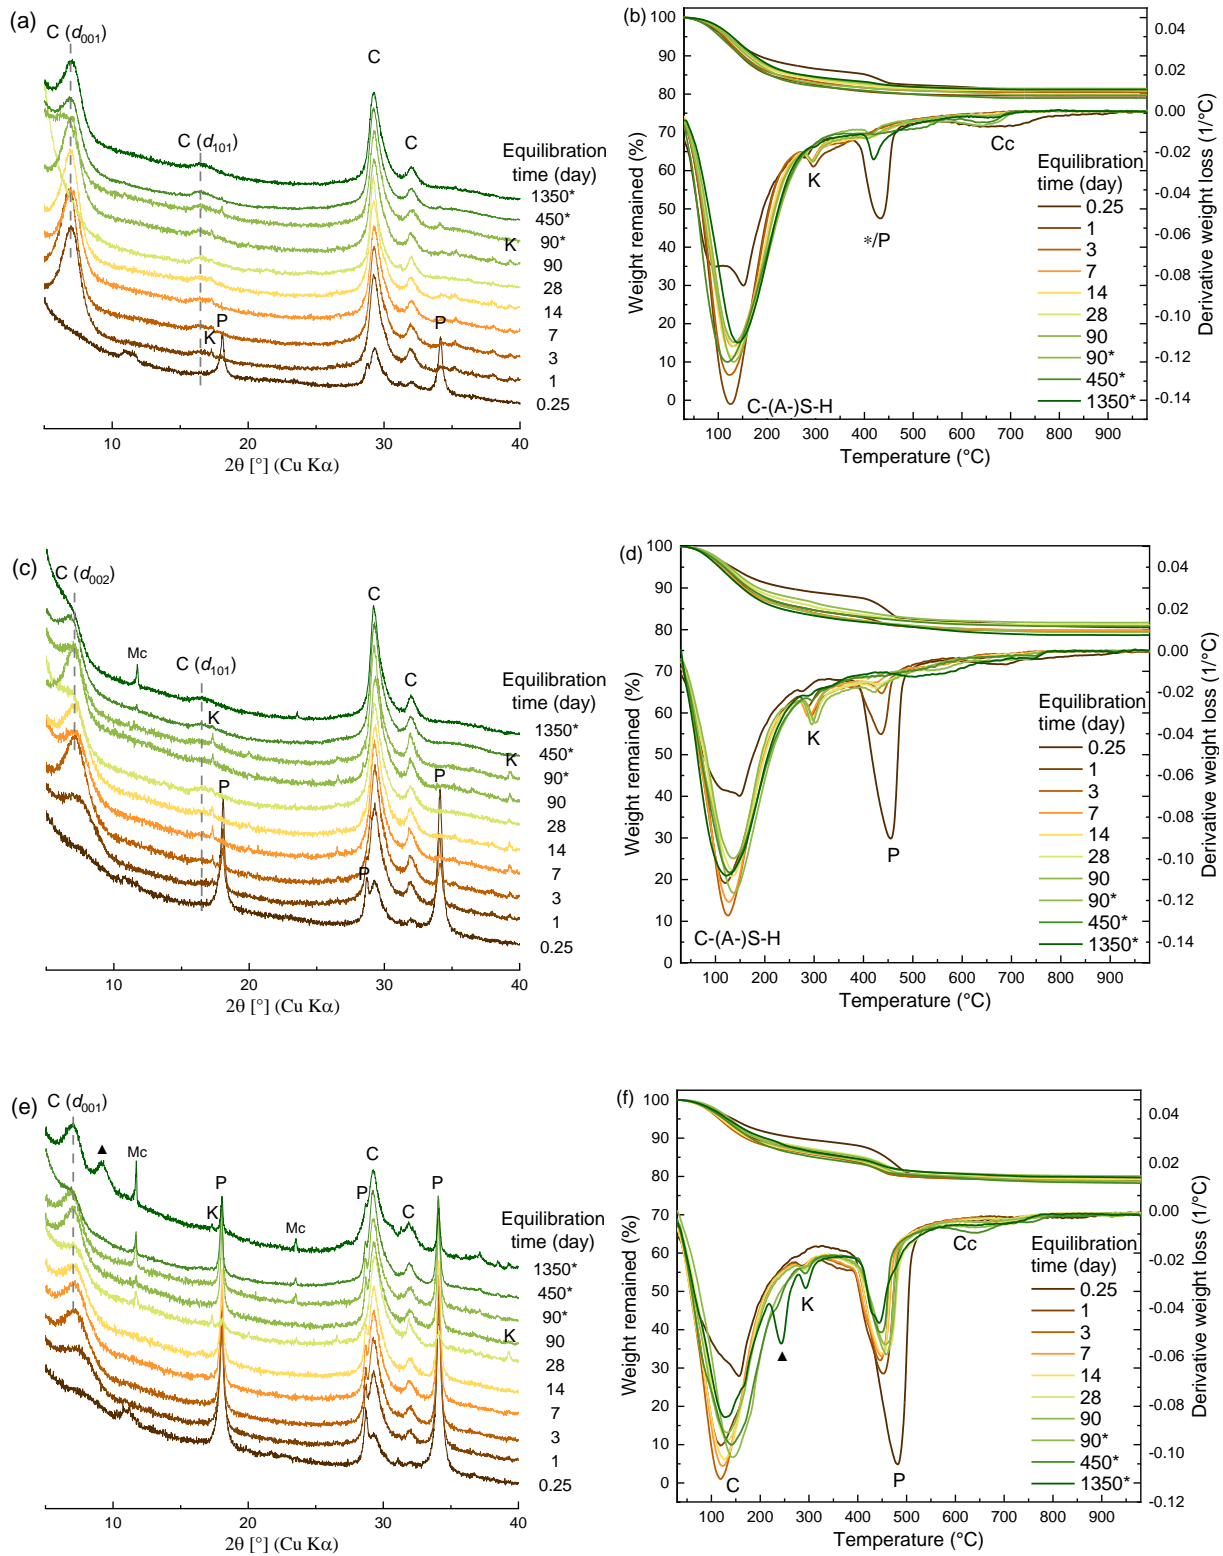 (a)
C (d001)
C
C (d101)
C
Equilibration
time (day)
1350*
450*
K
90*
90
28
14
P
P
7
K
3
1
0.25
10
20
30
40
2θ [°] (Cu Kα)
(b)
100
90
80
70
60
50
40
30
20
10
0
Weight remained (%)
0.04
0.02
0.00
-0.02
-0.04
-0.06
-0.08
-0.10
-0.12
-0.14
Derivative weight loss (1/°C)
Cc
K
*/P
C-(A-)S-H
Equilibration
time (day)
0.25
1
3
7
14
28
90
90*
450*
1350*
100 200 300 400 500 600 700 800 900
Temperature (°C)
(c)
C (d002)
C
Mc
C (d101)
C
K
Equilibration
time (day)
1350*
450*
K
90*
P
P
90
28
14
P
7
3
1
0.25
10
20
30
40
2θ [°] (Cu Kα)
(d)
100
90
80
70
60
50
40
30
20
10
0
Weight remained (%)
0.04
0.02
0.00
-0.02
-0.04
-0.06
-0.08
-0.10
-0.12
-0.14
Derivative weight loss (1/°C)
K
P
C-(A-)S-H
Equilibration
time (day)
0.25
1
3
7
14
28
90
90*
450*
1350*
100 200 300 400 500 600 700 800 900
Temperature (°C)
(e)
C (d001)
▲
Mc
C
P
P
P
K
C
Mc
Equilibration
time (day)
1350*
450*
90*
90
K
28
14
7
3
1
0.25
10
20
30
40
2θ [°] (Cu Kα)
(f)
100
90
80
70
60
50
40
30
20
10
0
Weight remained (%)
0.04
0.02
0.00
-0.02
-0.04
-0.06
-0.08
-0.10
-0.12
Derivative weight loss (1/°C)
Cc
K
▲
C
P
Equilibration
time (day)
0.25
1
3
7
14
28
90
90*
450*
1350*
100 200 300 400 500 600 700 800 900
Temperature (°C)